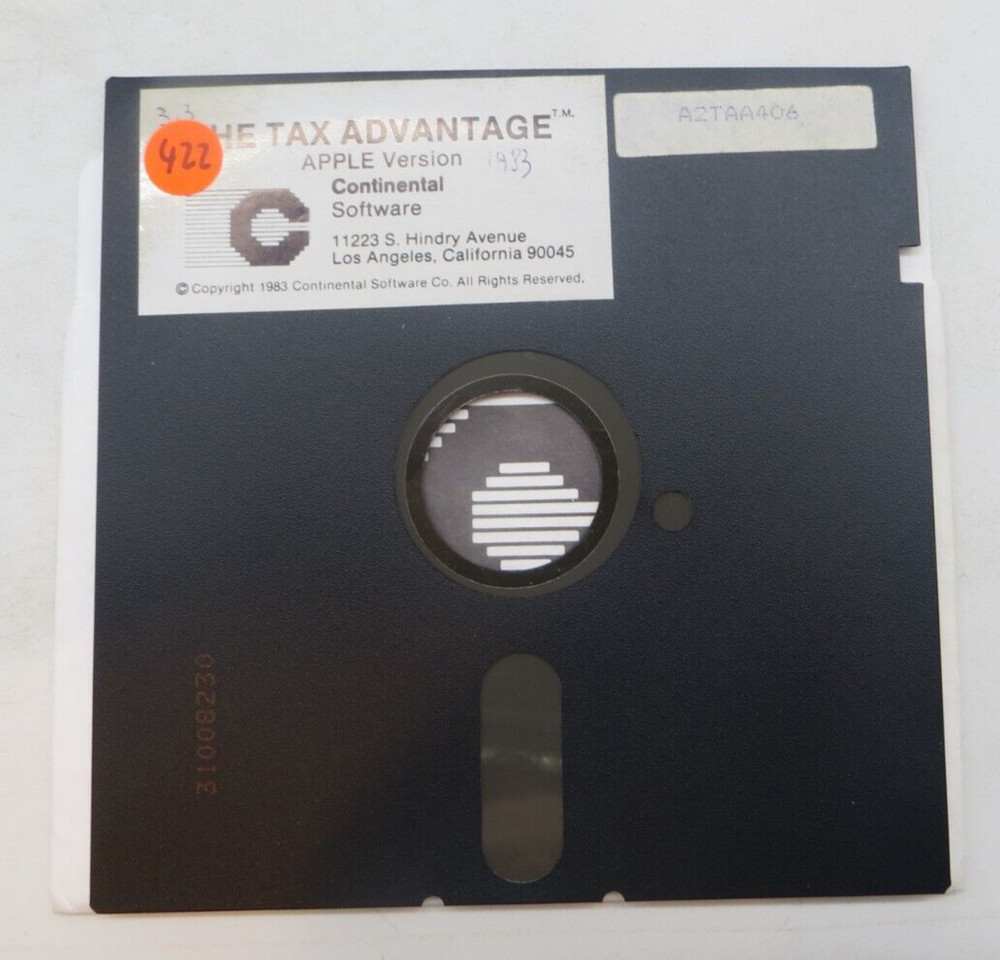 3.3
422
HE TAX ADVANTAGE™
APPLE Version 1983
Continental
Software
11223 S. Hindry Avenue
Los Angeles, California 90045
© Copyright 1983 Continental Software Co. All Rights Reserved.
A2TAA406
31008230